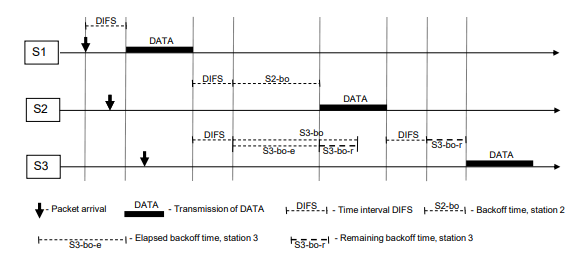 DIFS
DATA
S1
DIFS
S2-bo
DATA
S2
DIFS
S3-bo
DIFS
S3-bo-e
S3-bo-r
S3-bo-r
DATA
S3
- Packet arrival
DATA
- Transmission of DATA
DIFS
- Time interval DIFS
S2-bo
- Backoff time, station 2
S3-bo-e
- Elapsed backoff time, station 3
S3-bo-r
- Remaining backoff time, station 3